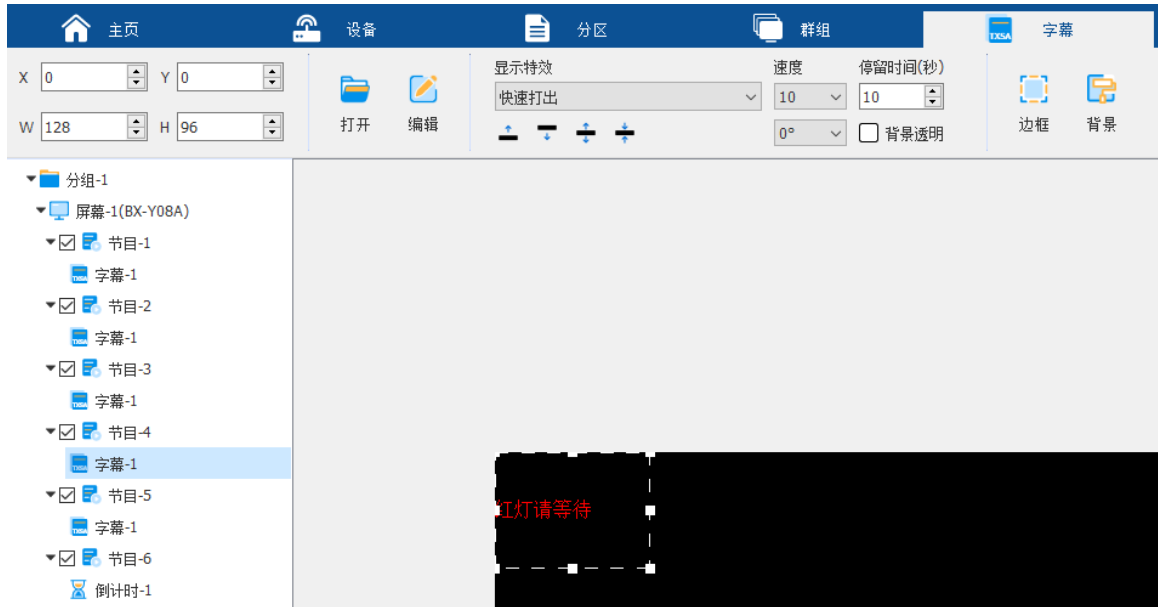 主页 设备 分区 群组 TXSA 字幕
X 0 Y 0 显示特效 速度 停留时间(秒)
快速打出 10 10
W 128 H 96 打开 编辑 0° 背景透明 边框 背景
分组-1
屏幕-1(BX-Y08A)
节目-1
TXSA 字幕-1
节目-2
TXSA 字幕-1
节目-3
TXSA 字幕-1
节目-4
TXSA 字幕-1
节目-5
TXSA 字幕-1
节目-6
倒计时-1
红灯请等待